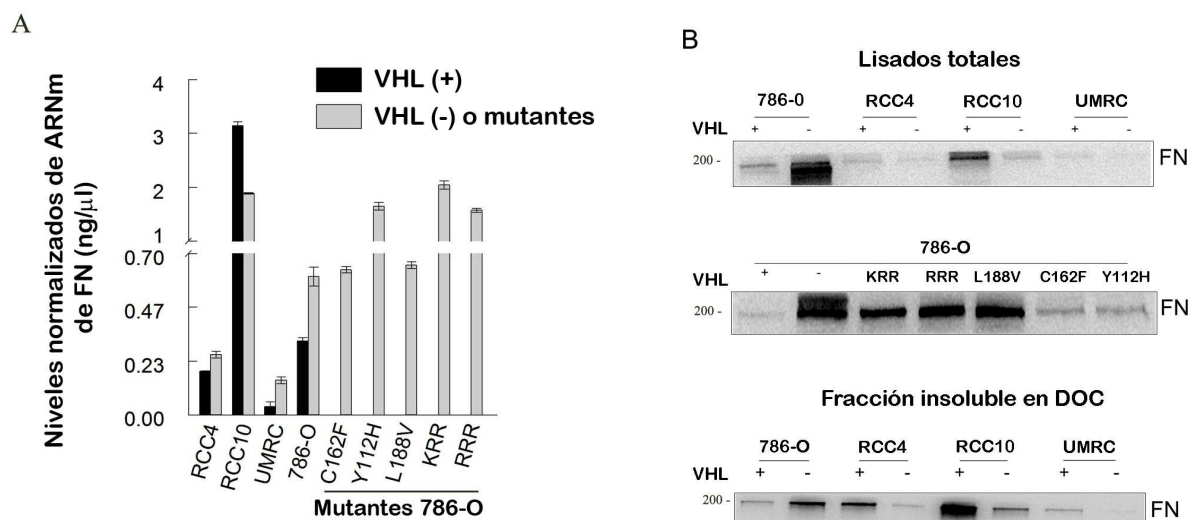 A
Niveles normalizados de ARNm
de FN (ng/μl)
4
3
2
1
0.70
0.47
0.23
0.00
VHL (+)
VHL (-) o mutantes
RCC4
RCC10
UMRC
786-O
C162F
Y112H
L188V
KRR
RRR
Mutantes 786-O
B
Lisados totales
786-0 RCC4 RCC10 UMRC
VHL + - + - + - + -
200 - FN
786-O
VHL + - KRR RRR L188V C162F Y112H
200 - FN
Fracción insoluble en DOC
786-O RCC4 RCC10 UMRC
VHL + - + - + - + -
200 - FN